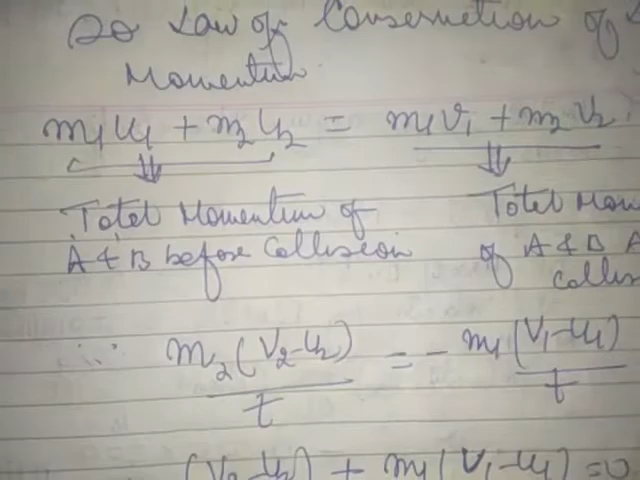 So Law of Conservation of
Momentum.
m₁u₁ + m₂u₂ = m₁v₁ + m₂v₂
⇓ ⇓
Total Momentum of Total Mom
A & B before Collision of A & B A
collis
∵ m₂(v₂-u₂)/t = - m₁(v₁-u₁)/t
(v₂-u₂) + m₁(v₁-u₁)=0